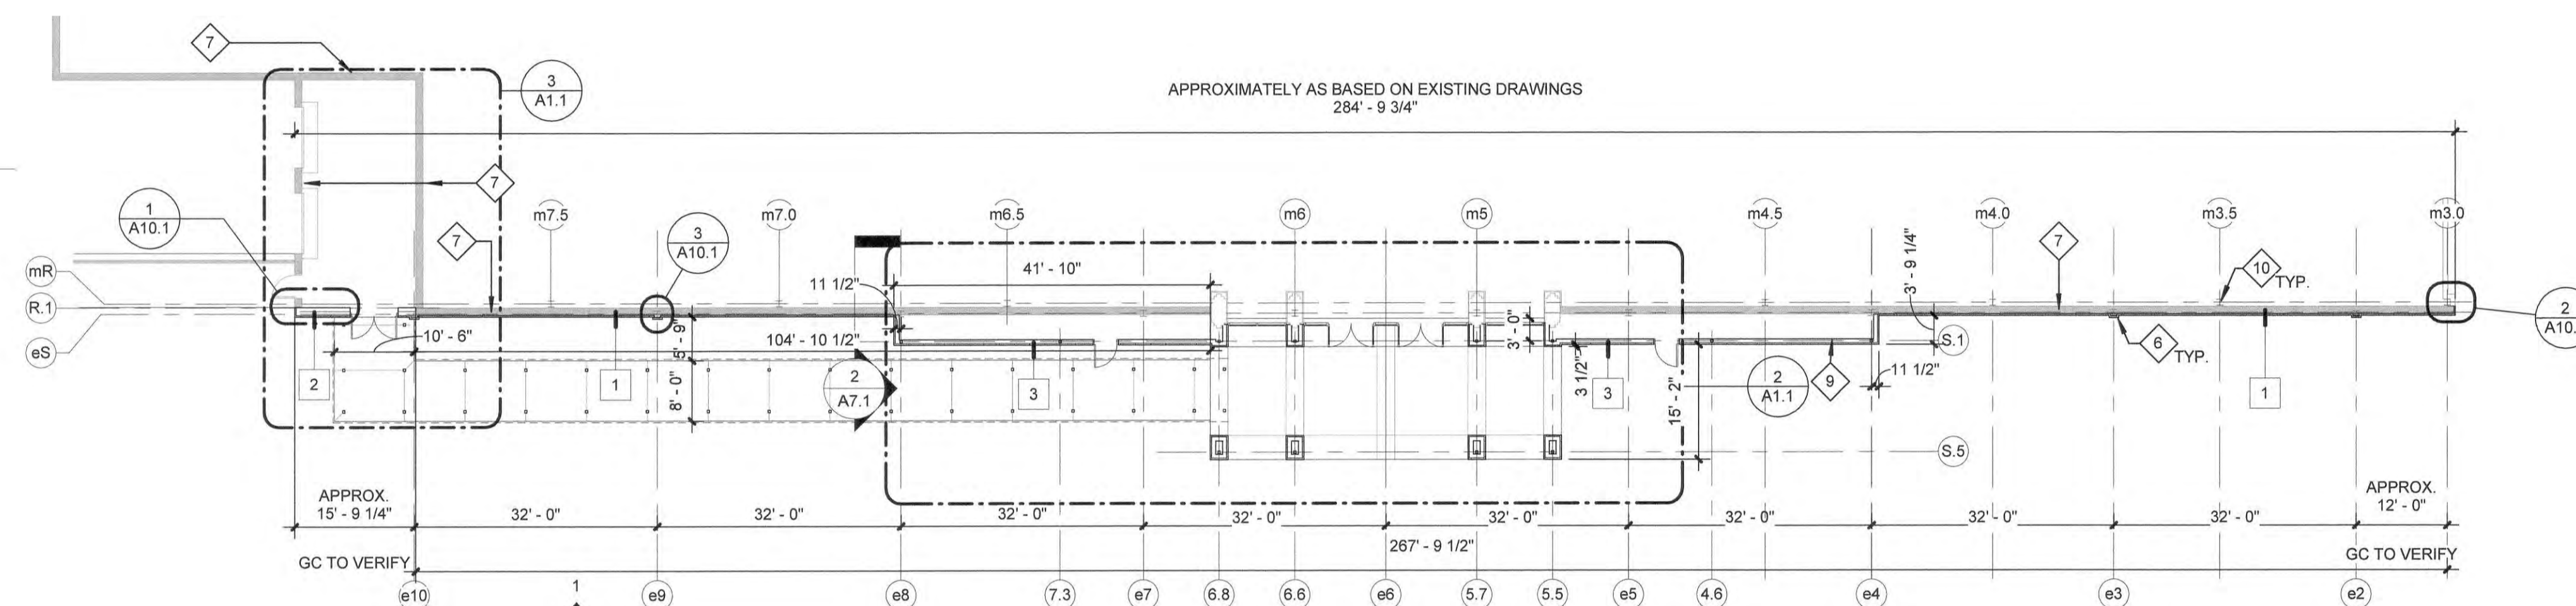 7
3
A1.1
APPROXIMATELY AS BASED ON EXISTING DRAWINGS
284' - 9 3/4"
7
1
A10.1
m7.5
3
A10.1
m7.0
m6.5
m6
m5
m4.5
m4.0
m3.5
m3.0
7
7
3' - 9 1/4"
10
TYP.
mR
R.1
eS
41' - 10"
11 1/2"
10' - 6"
104' - 10 1/2"
5' - 9"
8' - 0"
3' - 0"
3 1/2"
15' - 2"
S.1
11 1/2"
6
TYP.
2
A10.
2
1
2
A7.1
3
3
2
A1.1
9
1
S.5
APPROX.
15' - 9 1/4"
32' - 0"
32' - 0"
32' - 0"
32' - 0"
32' - 0"
32' - 0"
32' - 0"
32' - 0"
APPROX.
12' - 0"
GC TO VERIFY
267' - 9 1/2"
GC TO VERIFY
e10
1
e9
e8
7.3
e7
6.8
6.6
e6
5.7
5.5
e5
4.6
e4
e3
e2